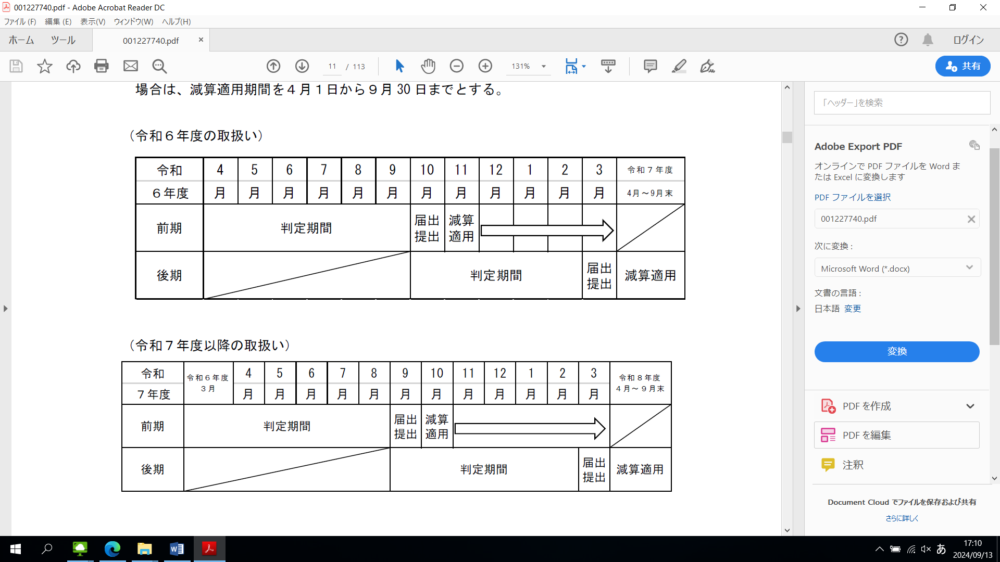 001227740.pdf - Adobe Acrobat Reader DC
ファイル(F) 編集(E) 表示(V) ウィンドウ(W) ヘルプ(H)
ホーム ツール 001227740.pdf × ログイン
11 / 113 131% 共有
場合は、減算適用期間を４月１日から９月30日までとする。
（令和６年度の取扱い）
令和 4 5 6 7 8 9 10 11 12 1 2 3 令和７年度
６年度 月 月 月 月 月 月 月 月 月 月 月 月 4月～9月末
前期 判定期間 届出 減算
提出 適用
後期 判定期間 届出 減算適用
提出
（令和７年度以降の取扱い）
令和 令和６年度 4 5 6 7 8 9 10 11 12 1 2 3 令和８年度
７年度 ３月 月 月 月 月 月 月 月 月 月 月 月 月 ４月～９月末
前期 判定期間 届出 減算
提出 適用
後期 判定期間 届出 減算適用
提出
「ヘッダー」を検索
Adobe Export PDF
オンラインで PDF ファイルを Word ま
たは Excel に変換します
PDF ファイルを選択
001227740.pdf
次に変換 :
Microsoft Word (*.docx)
文書の言語 :
日本語 変更
変換
PDF を作成
PDF を編集
注釈
Document Cloud でファイルを保存および共有
さらに詳しく
あ 17:10
2024/09/13